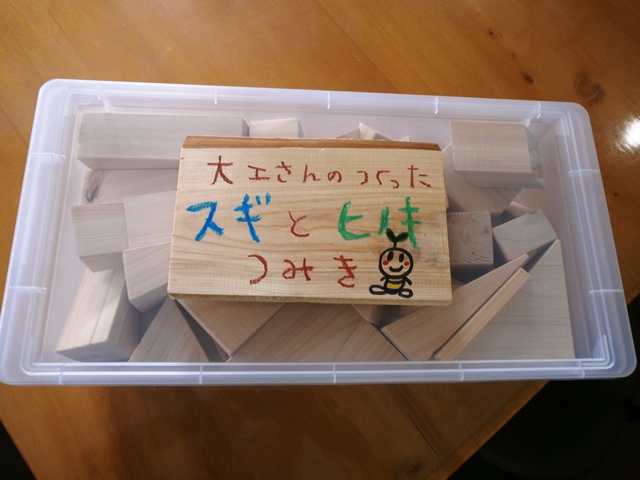 大工さんのつくった
スギとヒノキ
つみき